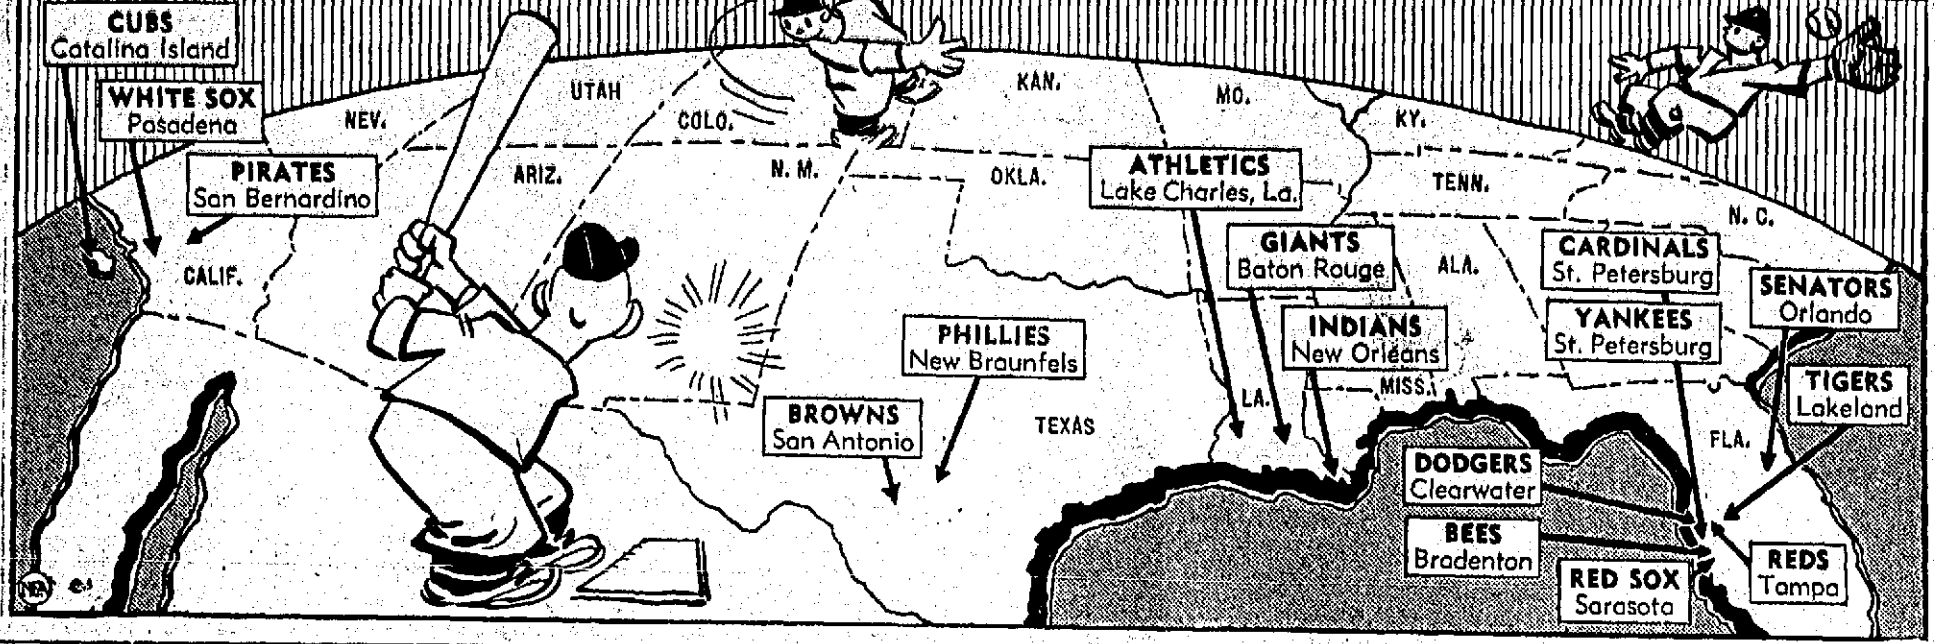 CUBS
Catalina Island
WHITE SOX
Pasadena
PIRATES
San Bernardino
NEV.
UTAH
COLO.
KAN.
MO.
KY.
ARIZ.
N. M.
OKLA.
TENN.
N. C.
CALIF.
ALA.
ATHLETICS
Lake Charles, La.
GIANTS
Baton Rouge
INDIANS
New Orleans
CARDINALS
St. Petersburg
YANKEES
St. Petersburg
SENATORS
Orlando
TIGERS
Lakeland
PHILLIES
New Braunfels
BROWNS
San Antonio
TEXAS
LA.
MISS.
FLA.
DODGERS
Clearwater
BEES
Bradenton
RED SOX
Sarasota
REDS
Tampa
NEA